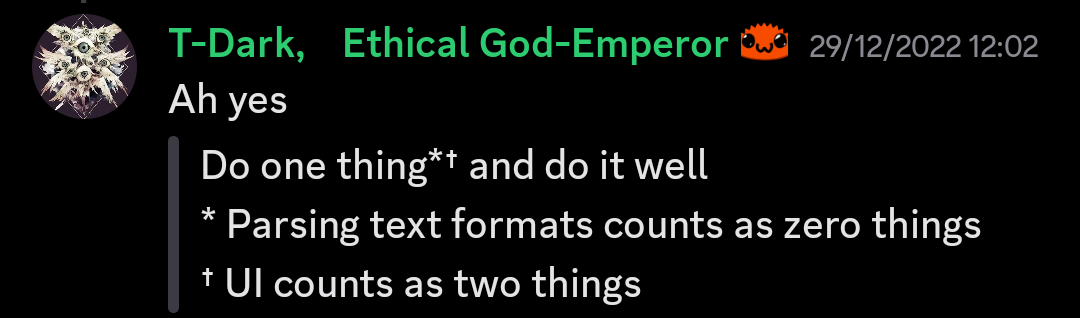 T-Dark, Ethical God-Emperor 29/12/2022 12:02
Ah yes
Do one thing*† and do it well
* Parsing text formats counts as zero things
† UI counts as two things